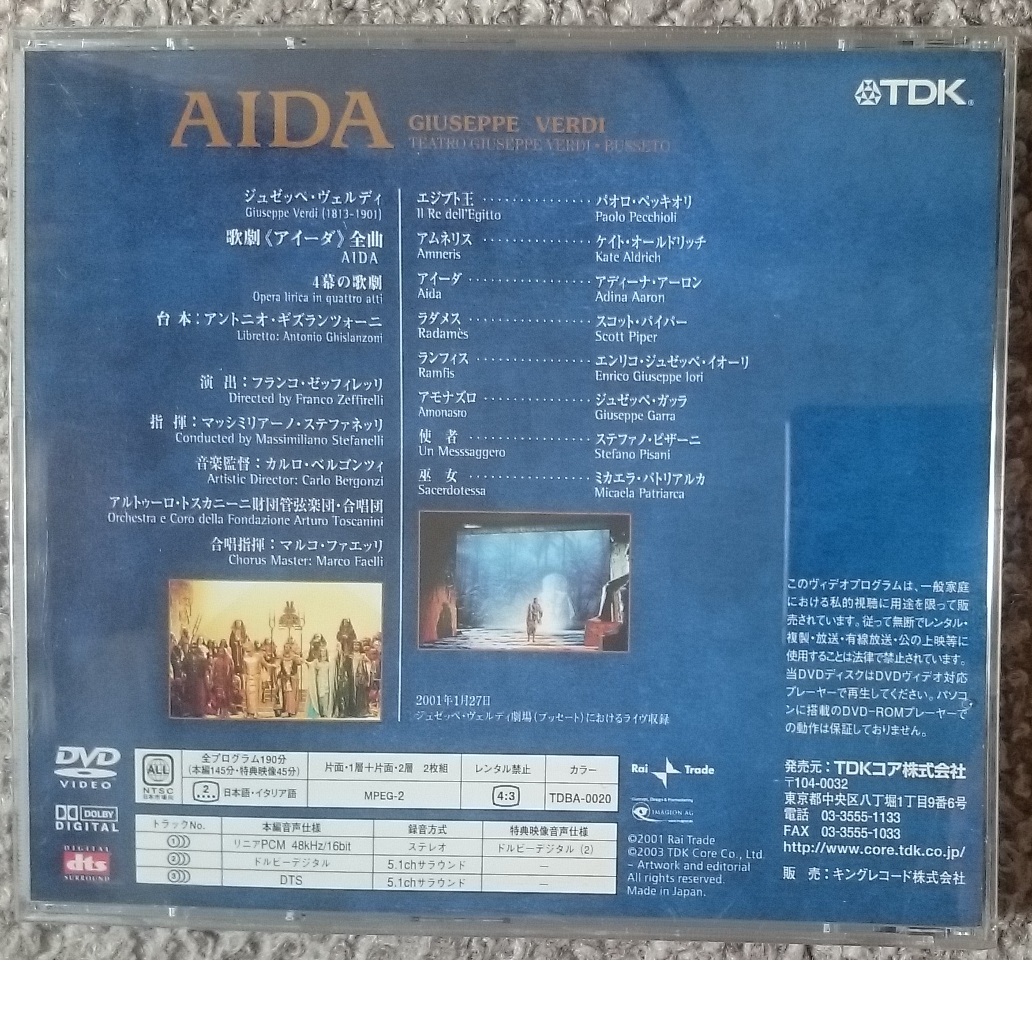 AIDA
GIUSEPPE VERDI
TEATRO GIUSEPPE VERDI • BUSSETO
TDK®
ジュゼッペ・ヴェルディ
Giuseppe Verdi (1813-1901)
歌劇《アイーダ》全曲
AIDA
4幕の歌劇
Opera lirica in quattro atti
台 本：アントニオ・ギズランツォーニ
Libretto: Antonio Ghislanzoni
演 出：フランコ・ゼッフィレッリ
Directed by Franco Zeffirelli
指 揮：マッシミリアーノ・ステファネッリ
Conducted by Massimiliano Stefanelli
音楽監督：カルロ・ベルゴンツィ
Artistic Director: Carlo Bergonzi
アルトゥーロ・トスカニーニ財団管弦楽団・合唱団
Orchestra e Coro della Fondazione Arturo Toscanini
合唱指揮：マルコ・ファエッリ
Chorus Master: Marco Faelli
エジプト王 ・・・・・・・・・・・・・・ パオロ・ペッキオリ
Il Re dell'Egitto Paolo Pecchioli
アムネリス ・・・・・・・・・・・・・・ ケイト・オールドリッチ
Amneris Kate Aldrich
アイーダ ・・・・・・・・・・・・・・・・ アディーナ・アーロン
Aida Adina Aaron
ラダメス ・・・・・・・・・・・・・・・・ スコット・パイパー
Radamès Scott Piper
ランフィス ・・・・・・・・・・・・・・ エンリコ・ジュゼッペ・イオーリ
Ramfis Enrico Giuseppe Iori
アモナズロ ・・・・・・・・・・・・・・ ジュゼッペ・ガッラ
Amonasro Giuseppe Garra
使 者 ・・・・・・・・・・・・・・・・・・ ステファノ・ピザーニ
Un Messsaggero Stefano Pisani
巫 女 ・・・・・・・・・・・・・・・・・・ ミカエラ・パトリアルカ
Sacerdotessa Micaela Patriarca
2001年1月27日
ジュゼッペ・ヴェルディ劇場（ブッセート）におけるライヴ収録
このヴィデオプログラムは、一般家庭
における私的視聴に用途を限って販
売されています。従って無断でレンタル・
複製・放送・有線放送・公の上映等に
使用することは法律で禁止されています。
当DVDディスクはDVDヴィデオ対応
プレーヤーで再生してください。パソコ
ンに搭載のDVD-ROMプレーヤーで
の動作は保証しておりません。
DVD
VIDEO
DOLBY
DIGITAL
DIGITAL
dts
SURROUND
ALL
NTSC
日本市場向
全プログラム190分
（本編145分・特典映像45分）
片面・1層＋片面・2層 2枚組
レンタル禁止
カラー
2 日本語・イタリア語
MPEG-2
4:3
TDBA-0020
トラックNo. 本編音声仕様 録音方式 特典映像音声仕様
1 リニアPCM 48kHz/16bit ステレオ ドルビーデジタル（2）
2 ドルビーデジタル 5.1chサラウンド —
3 DTS 5.1chサラウンド —
Rai Trade
IMAGION AG
©2001 Rai Trade
©2003 TDK Core Co., Ltd.
– Artwork and editorial
All rights reserved.
Made in Japan.
発売元：TDKコア株式会社
〒104-0032
東京都中央区八丁堀1丁目9番6号
電話 03-3555-1133
FAX 03-3555-1033
http://www.core.tdk.co.jp/
販 売：キングレコード株式会社